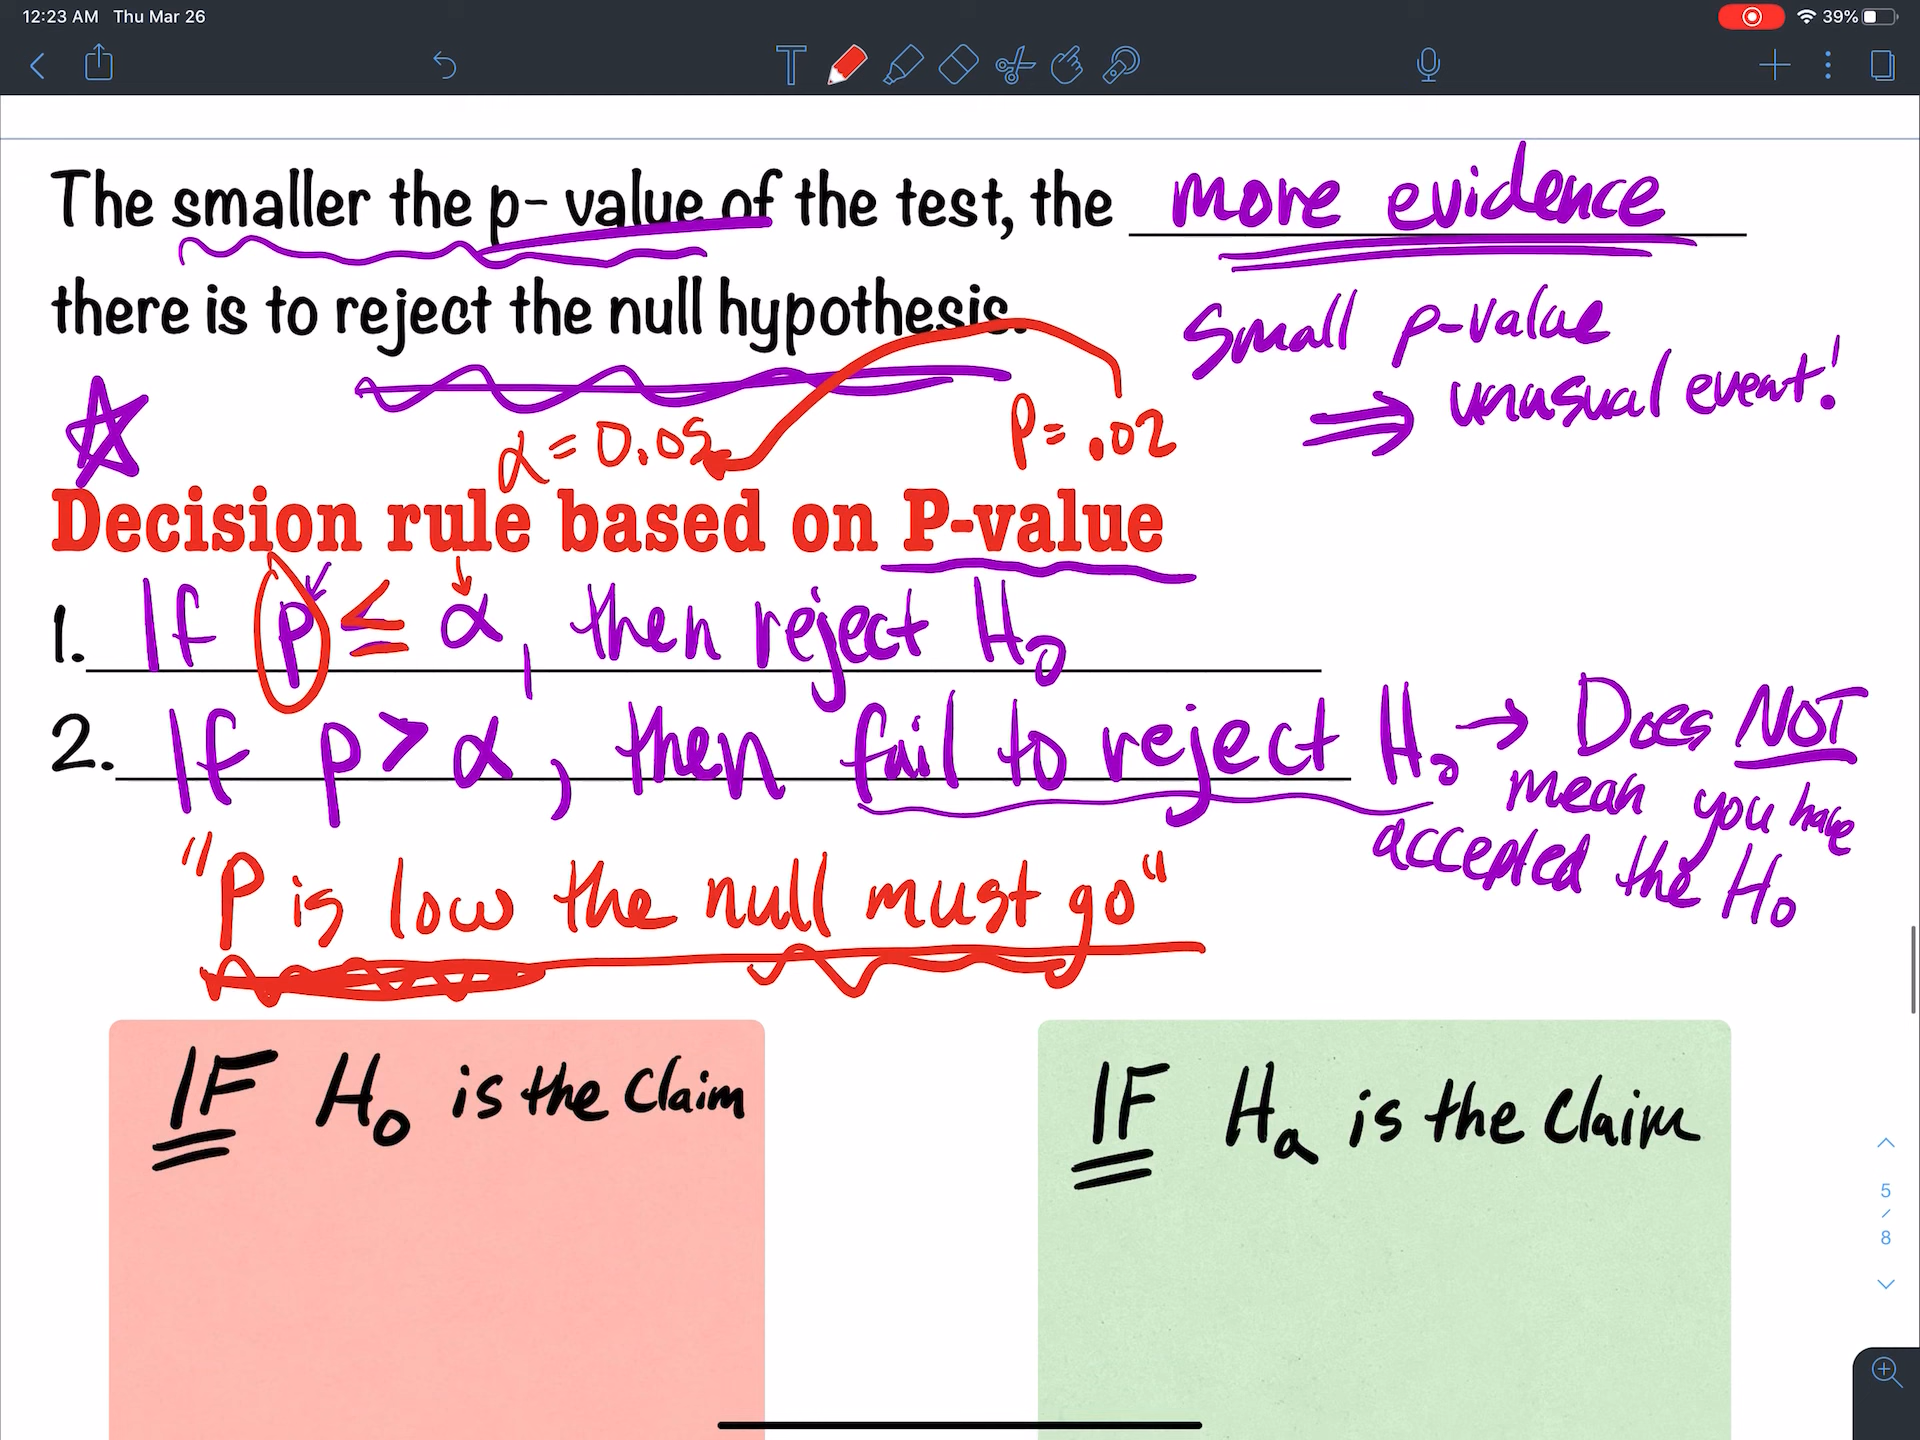 12:23 AM Thu Mar 26
39%
The smaller the p- value of the test, the more evidence
there is to reject the null hypothesis.
Small p-value
⇒ unusual event!
α = 0.05
P = .02
Decision rule based on P-value
1. If p ≤ α, then reject H₀
2. If p > α, then fail to reject H₀ → Does NOT
mean you have
accepted the H₀
"P is low the null must go"
IF H₀ is the Claim
IF Hₐ is the Claim
5
/
8